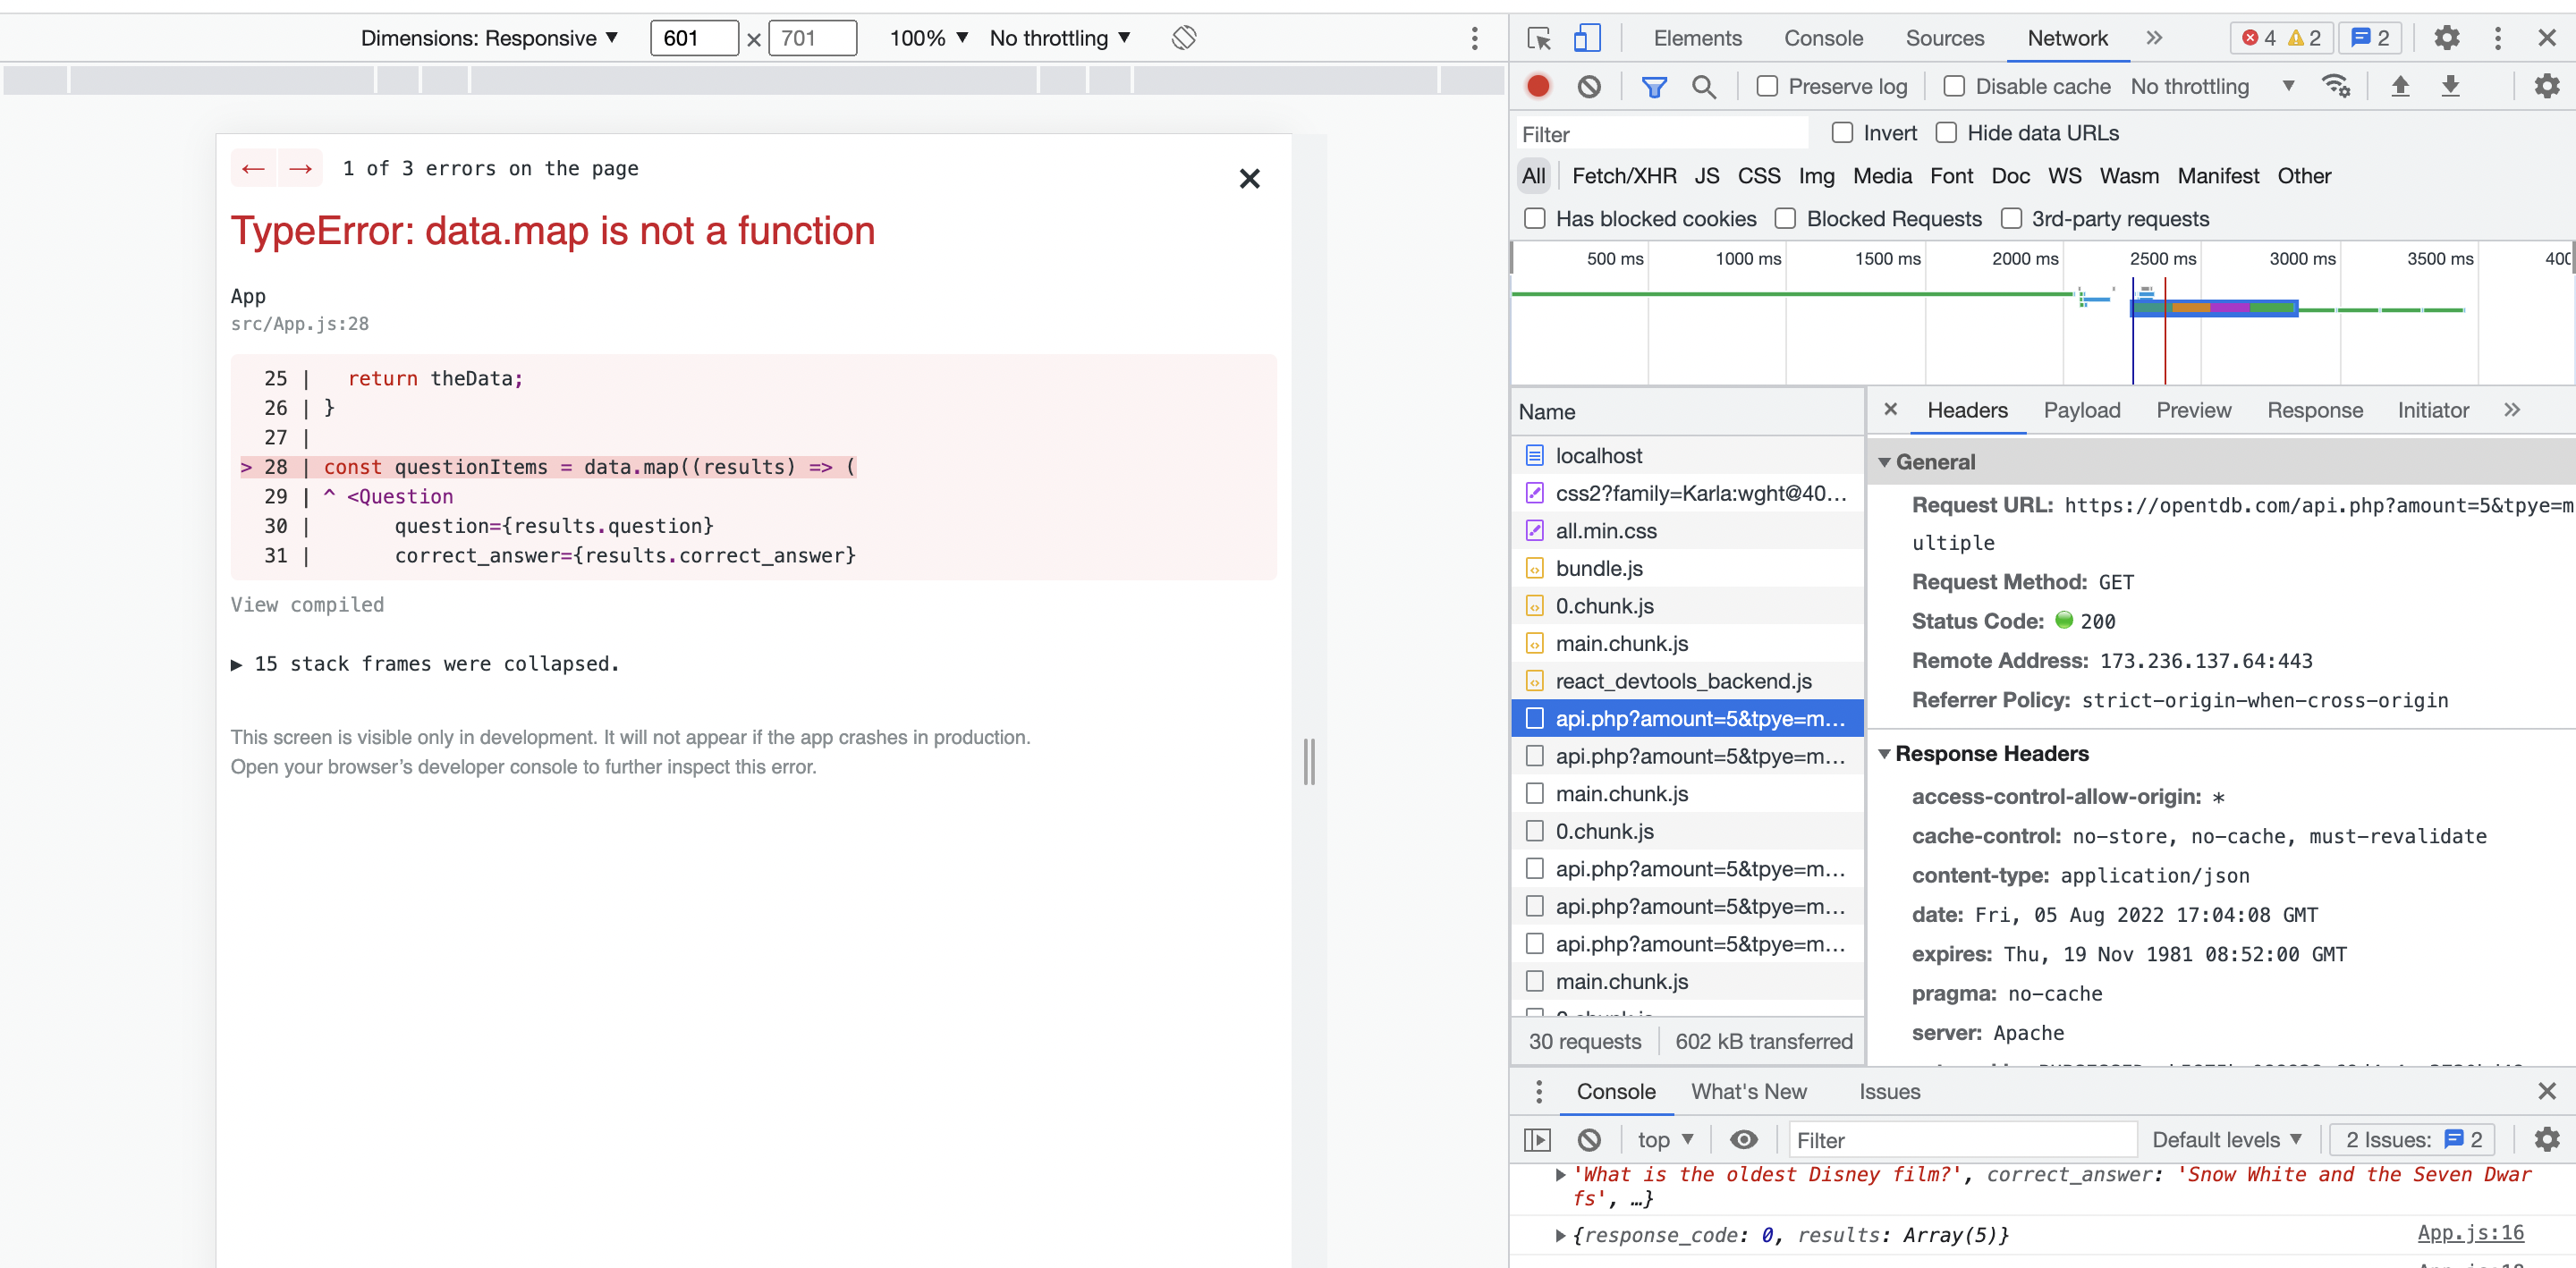 Dimensions: Responsive ▼ 601 × 701 100% ▼ No throttling ▼
← → 1 of 3 errors on the page ×
TypeError: data.map is not a function
App
src/App.js:28
25 |   return theData;
26 | }
27 |
> 28 | const questionItems = data.map((results) => (
29 | ^ <Question
30 |       question={results.question}
31 |       correct_answer={results.correct_answer}
View compiled
▶ 15 stack frames were collapsed.
This screen is visible only in development. It will not appear if the app crashes in production.
Open your browser’s developer console to further inspect this error.
Elements Console Sources Network » 4 2 2
Preserve log Disable cache No throttling ▼
Filter Invert Hide data URLs
All Fetch/XHR JS CSS Img Media Font Doc WS Wasm Manifest Other
Has blocked cookies Blocked Requests 3rd-party requests
500 ms 1000 ms 1500 ms 2000 ms 2500 ms 3000 ms 3500 ms
Name
localhost
css2?family=Karla:wght@40...
all.min.css
bundle.js
0.chunk.js
main.chunk.js
react_devtools_backend.js
api.php?amount=5&tpye=m...
api.php?amount=5&tpye=m...
main.chunk.js
0.chunk.js
api.php?amount=5&tpye=m...
api.php?amount=5&tpye=m...
api.php?amount=5&tpye=m...
main.chunk.js
30 requests 602 kB transferred
× Headers Payload Preview Response Initiator »
▼ General
Request URL: https://opentdb.com/api.php?amount=5&tpye=m
ultiple
Request Method: GET
Status Code: 200
Remote Address: 173.236.137.64:443
Referrer Policy: strict-origin-when-cross-origin
▼ Response Headers
access-control-allow-origin: *
cache-control: no-store, no-cache, must-revalidate
content-type: application/json
date: Fri, 05 Aug 2022 17:04:08 GMT
expires: Thu, 19 Nov 1981 08:52:00 GMT
pragma: no-cache
server: Apache
Console What's New Issues
top ▼ Filter Default levels ▼ 2 Issues: 2
▶ 'What is the oldest Disney film?', correct_answer: 'Snow White and the Seven Dwar
fs', …}
▶ {response_code: 0, results: Array(5)} App.js:16